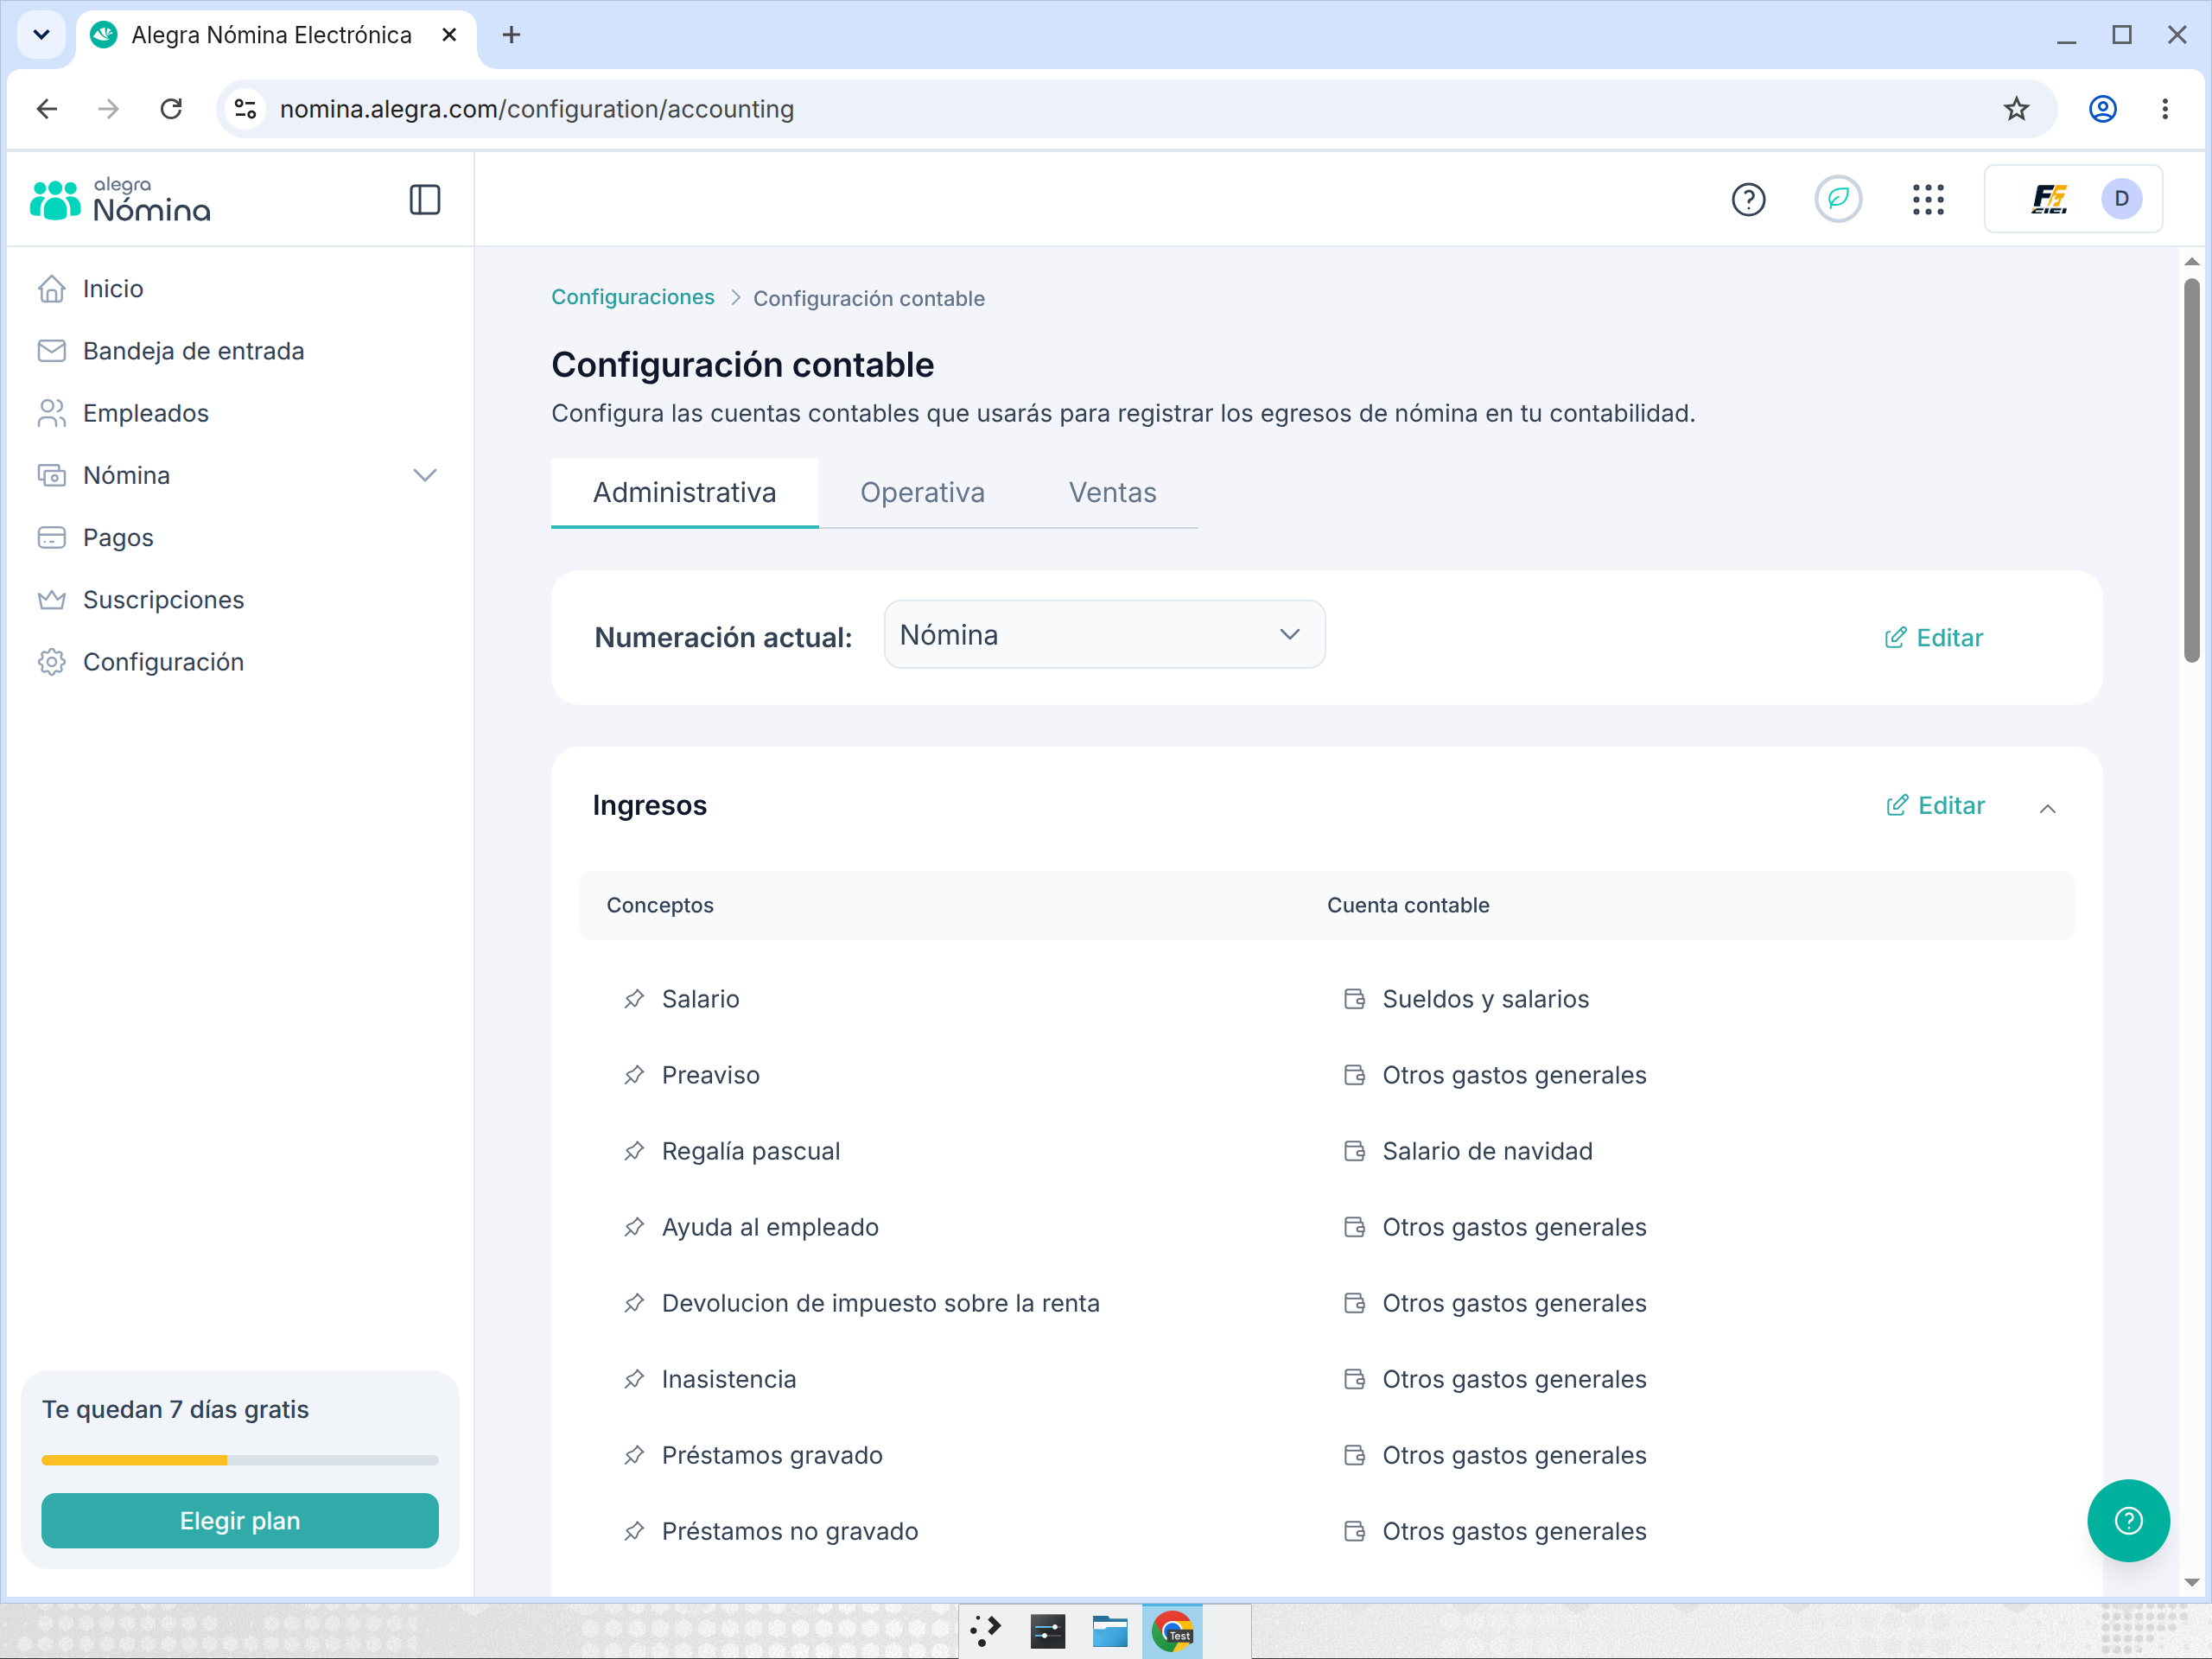 Alegra Nómina Electrónica
nomina.alegra.com/configuration/accounting
alegra
Nómina
D
Inicio
Bandeja de entrada
Empleados
Nómina
Pagos
Suscripciones
Configuración
Te quedan 7 días gratis
Elegir plan
Configuraciones > Configuración contable
Configuración contable
Configura las cuentas contables que usarás para registrar los egresos de nómina en tu contabilidad.
Administrativa Operativa Ventas
Numeración actual: Nómina Editar
Ingresos Editar
Conceptos Cuenta contable
Salario Sueldos y salarios
Preaviso Otros gastos generales
Regalía pascual Salario de navidad
Ayuda al empleado Otros gastos generales
Devolucion de impuesto sobre la renta Otros gastos generales
Inasistencia Otros gastos generales
Préstamos gravado Otros gastos generales
Préstamos no gravado Otros gastos generales
Test